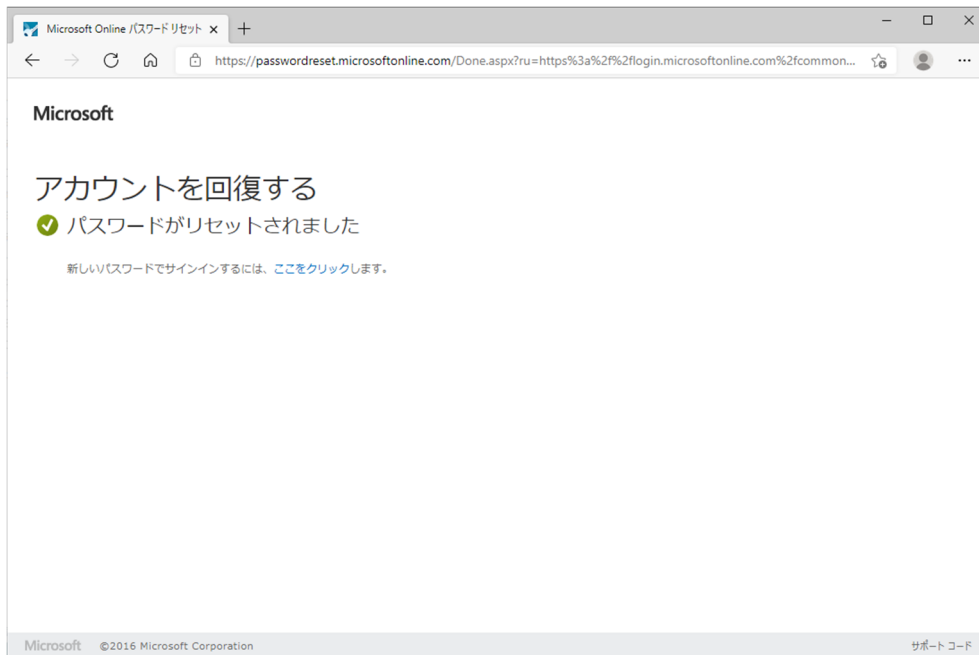 Microsoft Online パスワード リセット
https://passwordreset.microsoftonline.com/Done.aspx?ru=https%3a%2f%2flogin.microsoftonline.com%2fcommon...
Microsoft
アカウントを回復する
パスワードがリセットされました
新しいパスワードでサインインするには、ここをクリックします。
Microsoft ©2016 Microsoft Corporation サポート コード